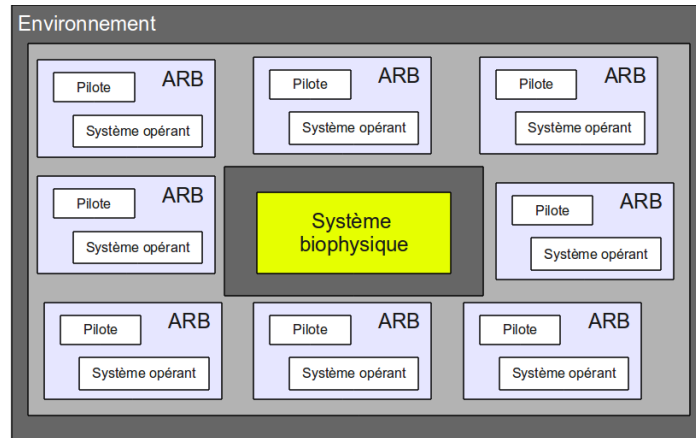 Environnement
Pilote
ARB
Système opérant
Pilote
ARB
Système opérant
Pilote
ARB
Système opérant
Pilote
ARB
Système opérant
Système
biophysique
Pilote
ARB
Système opérant
Pilote
ARB
Système opérant
Pilote
ARB
Système opérant
Pilote
ARB
Système opérant